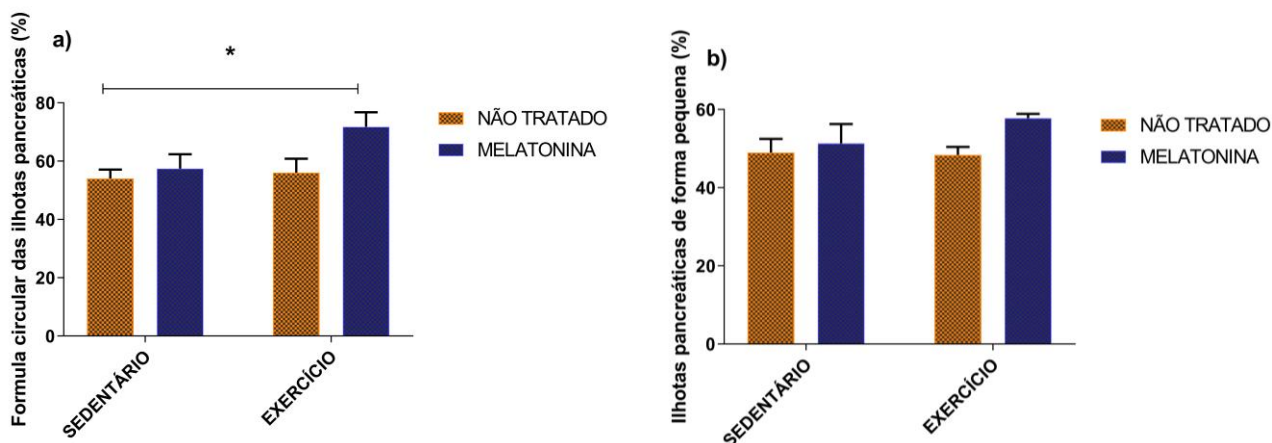 a)
*
Formula circular das ilhotas pancreáticas (%)
80
60
40
20
0
SEDENTÁRIO
EXERCÍCIO
NÃO TRATADO
MELATONINA
b)
Ilhotas pancreáticas de forma pequena (%)
60
40
20
0
SEDENTÁRIO
EXERCÍCIO
NÃO TRATADO
MELATONINA